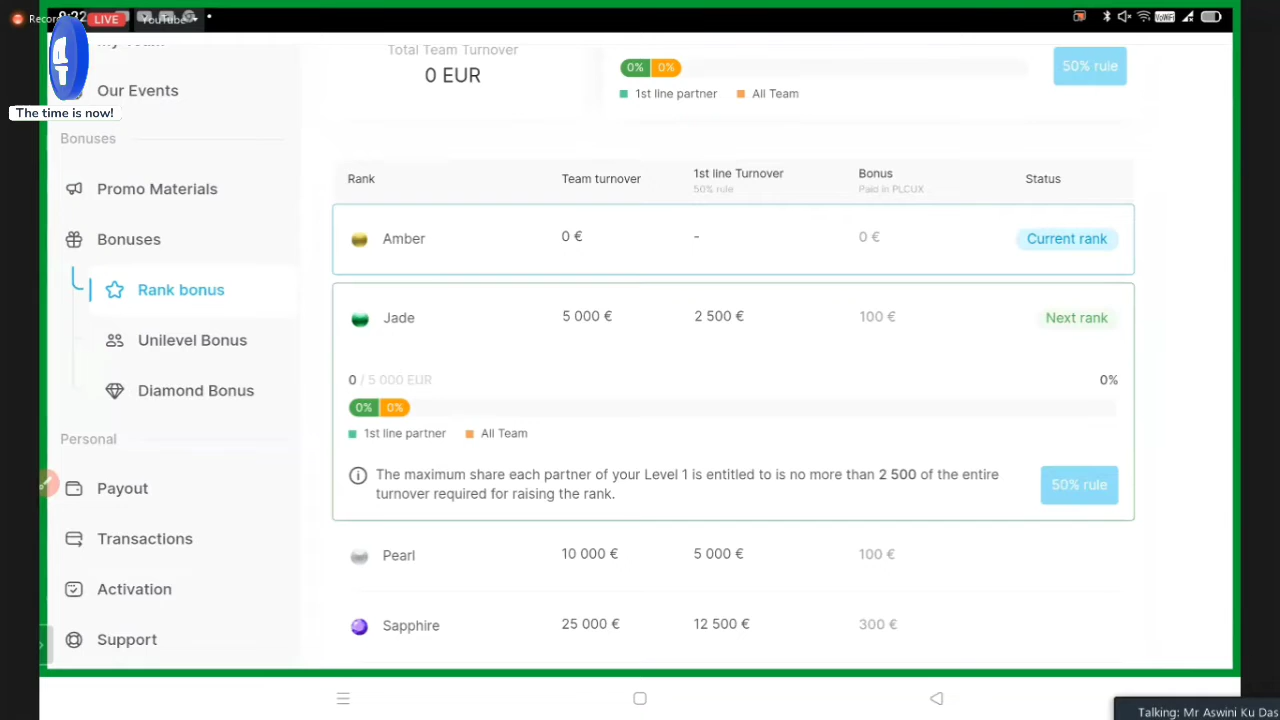 9:22
LIVE
YouTube
VoWiFi
The time is now!
Our Events
Bonuses
Promo Materials
Bonuses
Rank bonus
Unilevel Bonus
Diamond Bonus
Personal
Payout
Transactions
Activation
Support
Total Team Turnover
0 EUR
0% 0%
1st line partner All Team
50% rule
Rank Team turnover 1st line Turnover Bonus Status
50% rule Paid in PLCUX
Amber 0 € - 0 € Current rank
Jade 5 000 € 2 500 € 100 € Next rank
0 / 5 000 EUR 0%
0% 0%
1st line partner All Team
The maximum share each partner of your Level 1 is entitled to is no more than 2 500 of the entire
turnover required for raising the rank.
50% rule
Pearl 10 000 € 5 000 € 100 €
Sapphire 25 000 € 12 500 € 300 €
Talking: Mr Aswini Ku Das